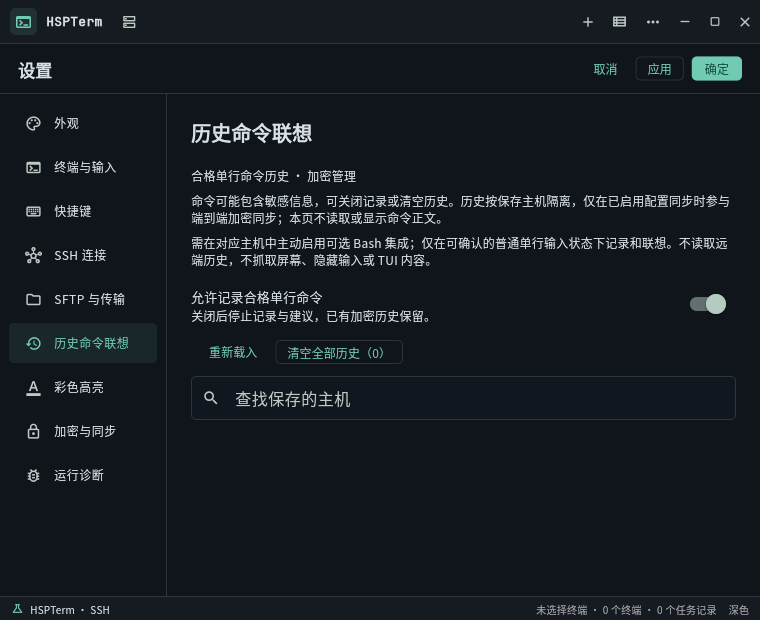 HSPTerm
设置
取消
应用
确定
外观
终端与输入
快捷键
SSH 连接
SFTP 与传输
历史命令联想
彩色高亮
加密与同步
运行诊断
历史命令联想
合格单行命令历史 · 加密管理
命令可能包含敏感信息，可关闭记录或清空历史。历史按保存主机隔离，仅在已启用配置同步时参与
端到端加密同步；本页不读取或显示命令正文。
需在对应主机中主动启用可选 Bash 集成；仅在可确认的普通单行输入状态下记录和联想。不读取远
端历史，不抓取屏幕、隐藏输入或 TUI 内容。
允许记录合格单行命令
关闭后停止记录与建议，已有加密历史保留。
重新载入
清空全部历史（0）
查找保存的主机
HSPTerm · SSH
未选择终端 · 0 个终端 · 0 个任务记录
深色